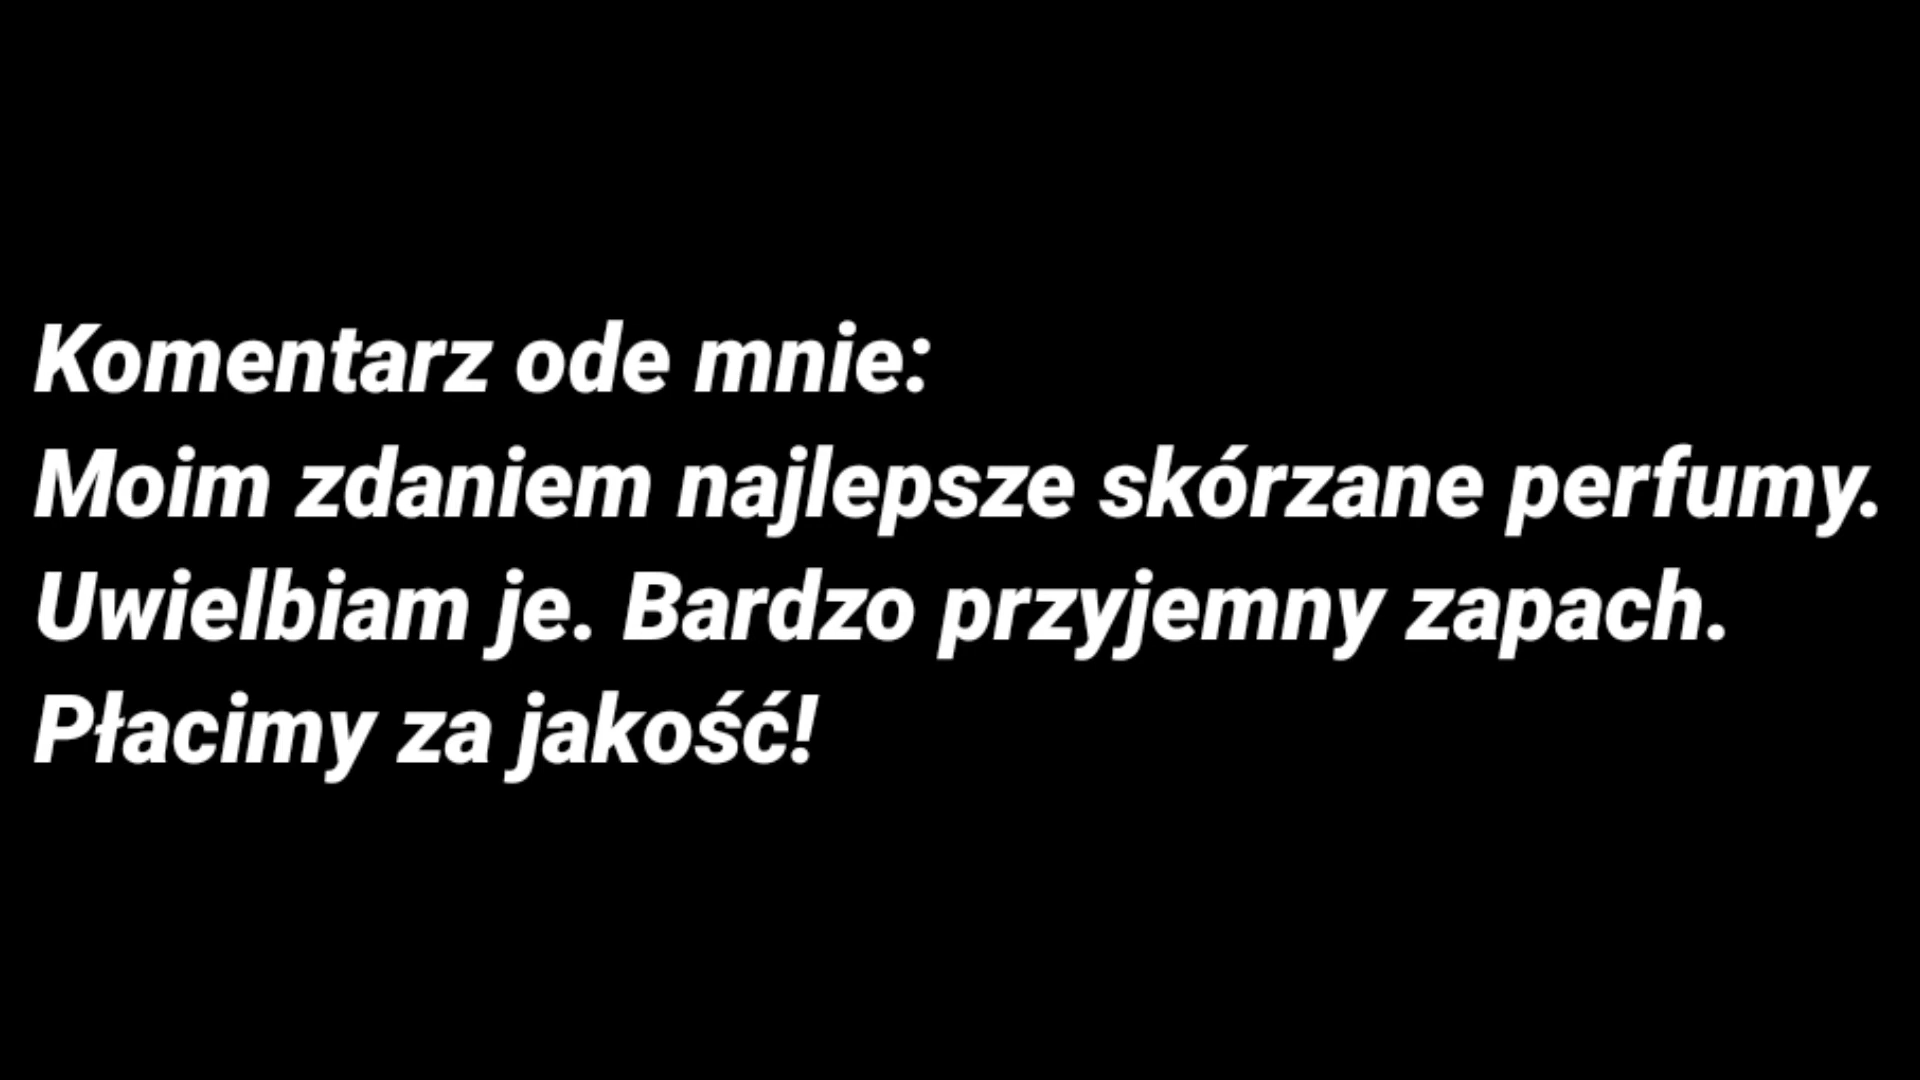 Komentarz ode mnie:
Moim zdaniem najlepsze skórzane perfumy.
Uwielbiam je. Bardzo przyjemny zapach.
Płacimy za jakość!